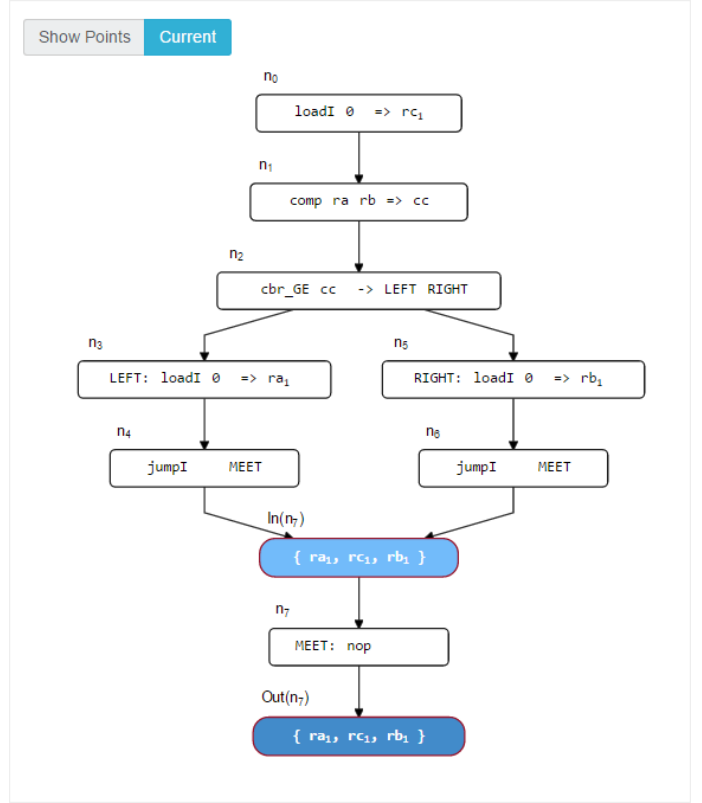 Show Points Current
n₀
loadI 0 => rc₁
n₁
comp ra rb => cc
n₂
cbr_GE cc -> LEFT RIGHT
n₃ n₅
LEFT: loadI 0 => ra₁ RIGHT: loadI 0 => rb₁
n₄ n₆
jumpI MEET jumpI MEET
In(n₇)
{ ra₁, rc₁, rb₁ }
n₇
MEET: nop
Out(n₇)
{ ra₁, rc₁, rb₁ }